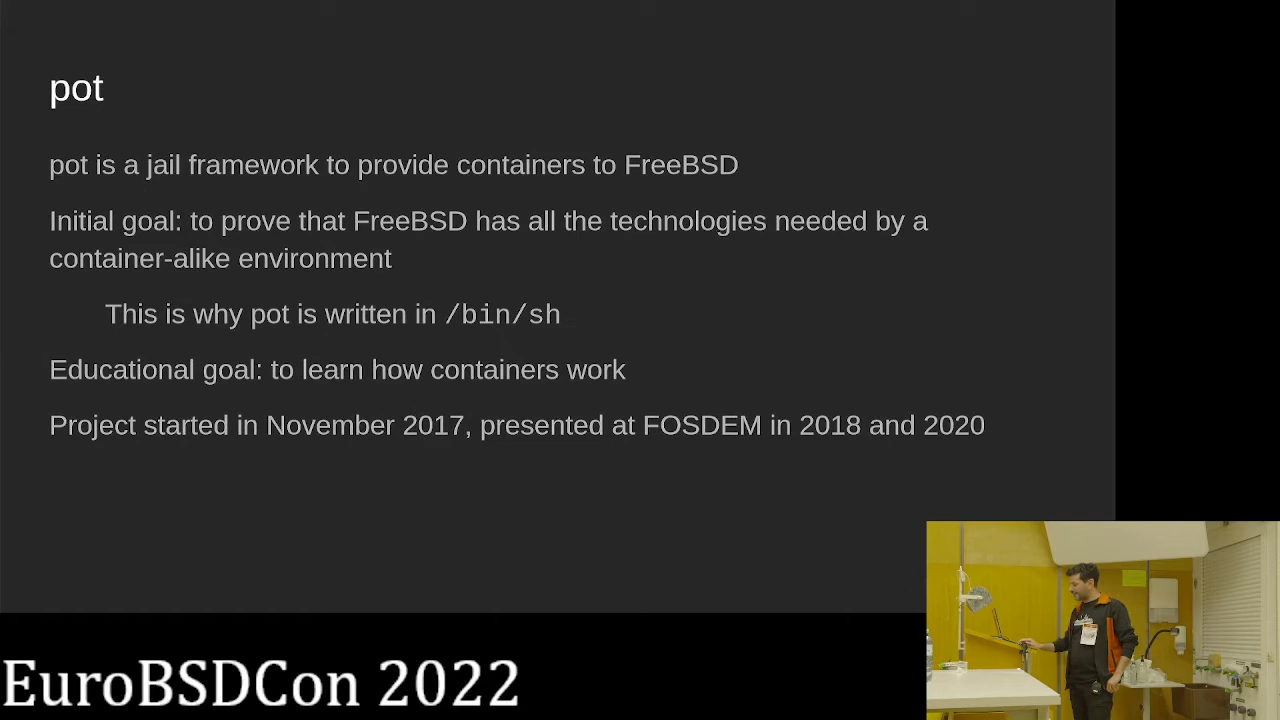 pot
pot is a jail framework to provide containers to FreeBSD
Initial goal: to prove that FreeBSD has all the technologies needed by a
container-alike environment
This is why pot is written in /bin/sh
Educational goal: to learn how containers work
Project started in November 2017, presented at FOSDEM in 2018 and 2020
EuroBSDCon 2022